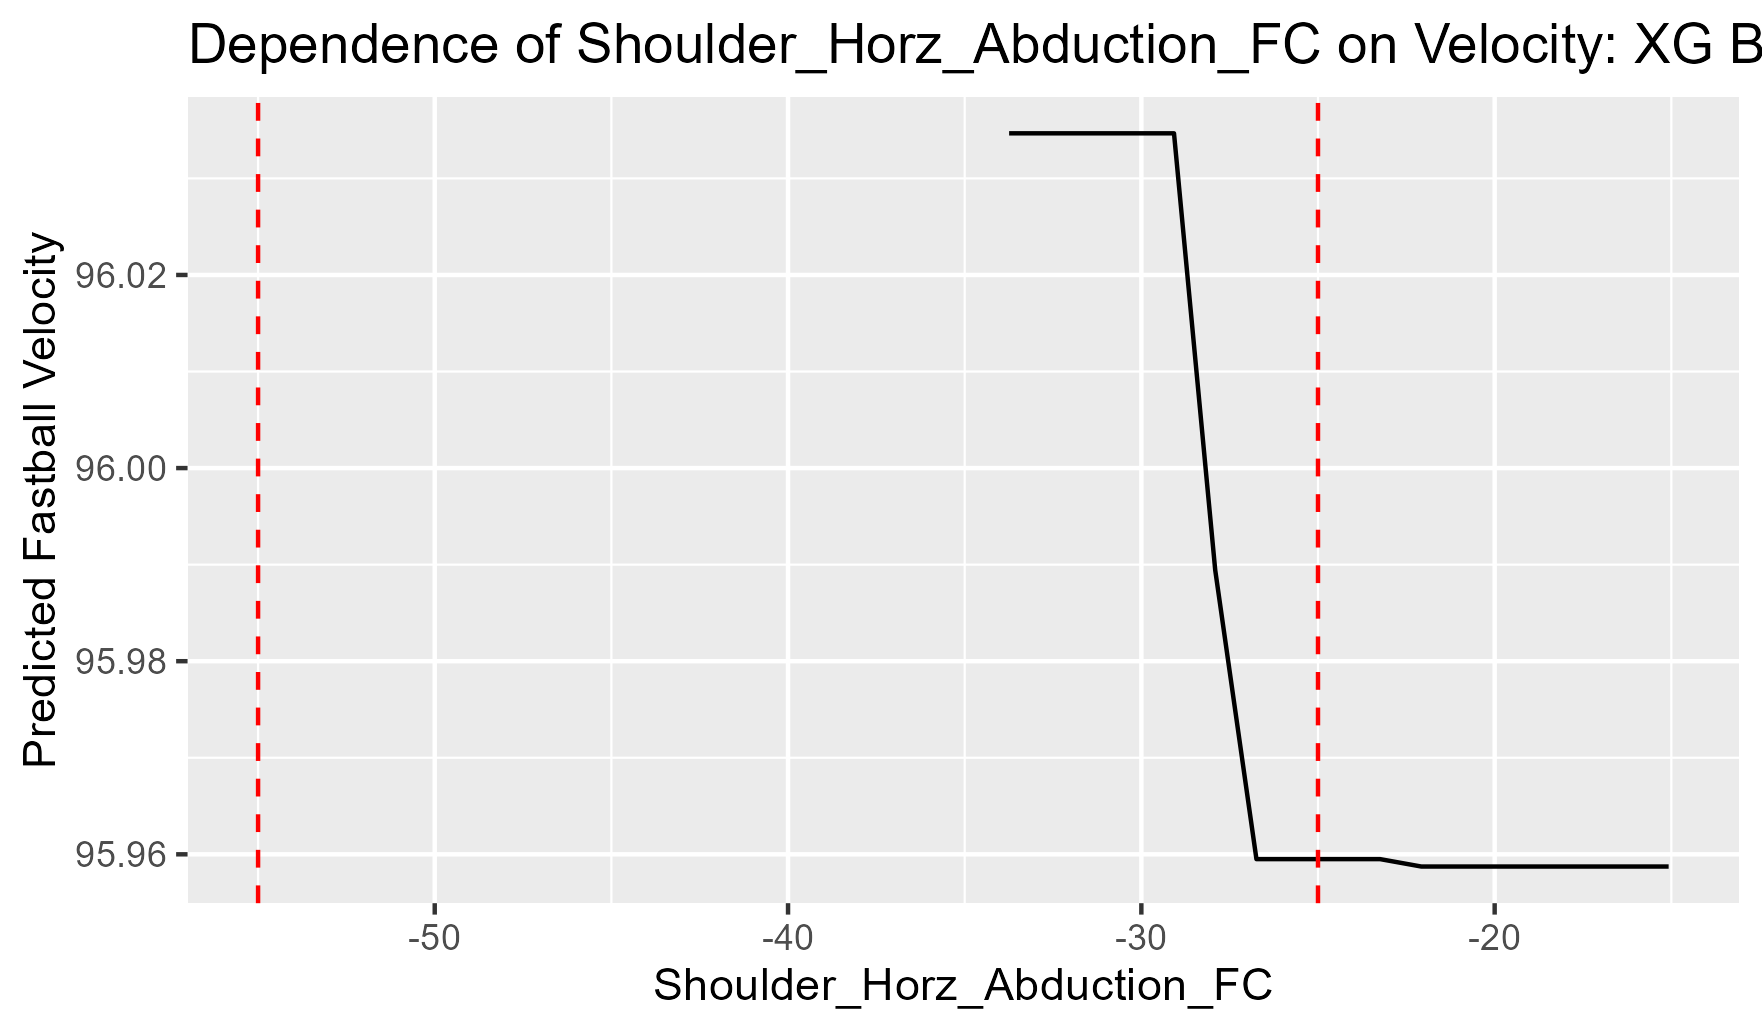 Dependence of Shoulder_Horz_Abduction_FC on Velocity: XG B
Predicted Fastball Velocity
96.02
96.00
95.98
95.96
-50
-40
-30
-20
Shoulder_Horz_Abduction_FC